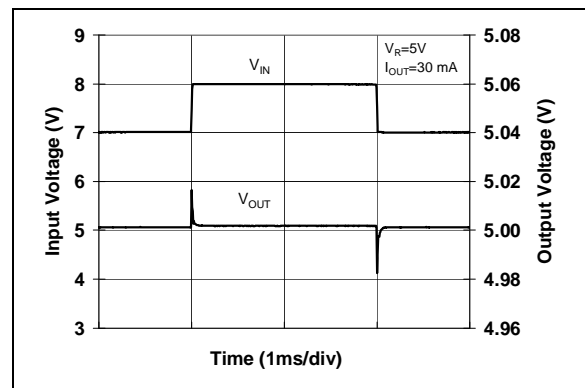 9
8
7
6
5
4
3
Input Voltage (V)
V_R=5V
I_OUT=30 mA
V_IN
V_OUT
5.08
5.06
5.04
5.02
5.00
4.98
4.96
Output Voltage (V)
Time (1ms/div)